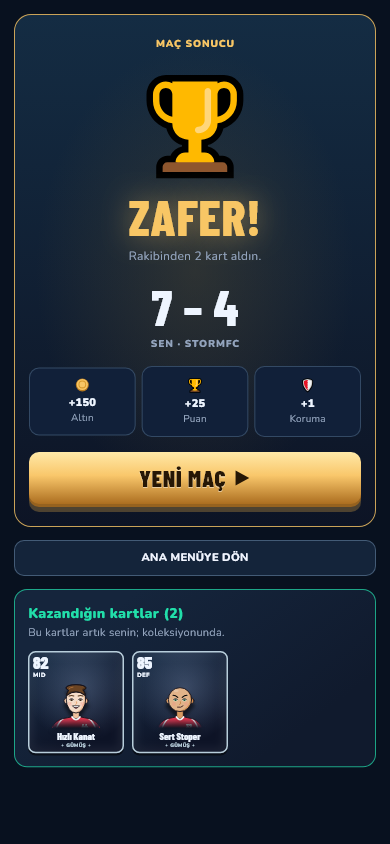 MAÇ SONUCU
ZAFER!
Rakibinden 2 kart aldın.
7 – 4
SEN · STORMFC
+150
Altın
+25
Puan
+1
Koruma
YENİ MAÇ ▶
ANA MENÜYE DÖN
Kazandığın kartlar (2)
Bu kartlar artık senin; koleksiyonunda.
82
MID
Hızlı Kanat
GÜMÜŞ
85
DEF
Sert Stoper
GÜMÜŞ